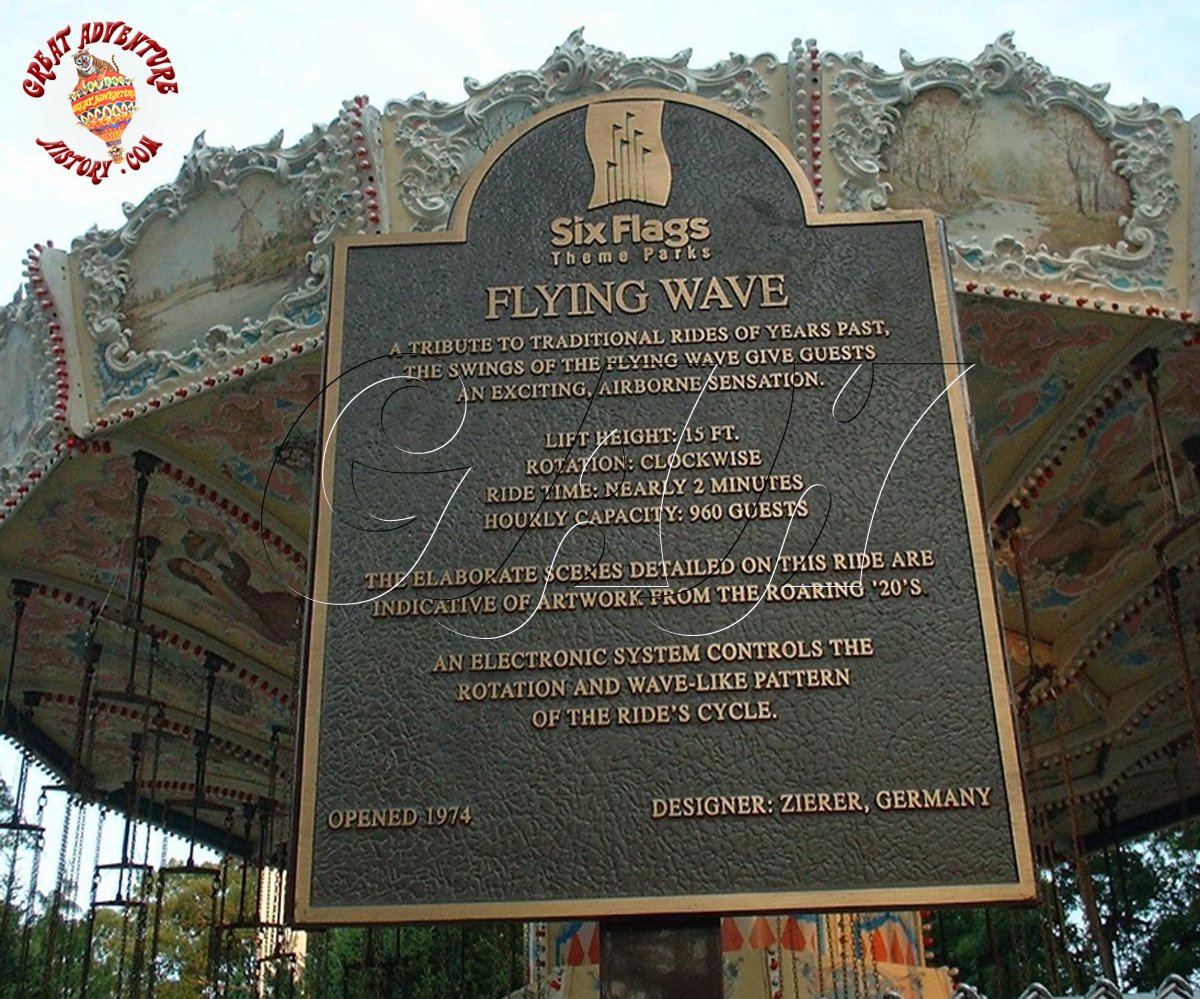 GREAT ADVENTURE
GREAT ADVENTURE
HISTORY.COM
Six Flags
Theme Parks
FLYING WAVE
A TRIBUTE TO TRADITIONAL RIDES OF YEARS PAST,
THE SWINGS OF THE FLYING WAVE GIVE GUESTS
AN EXCITING, AIRBORNE SENSATION.
LIFT HEIGHT: 15 FT.
ROTATION: CLOCKWISE
RIDE TIME: NEARLY 2 MINUTES
HOURLY CAPACITY: 960 GUESTS
THE ELABORATE SCENES DETAILED ON THIS RIDE ARE
INDICATIVE OF ARTWORK FROM THE ROARING '20'S.
AN ELECTRONIC SYSTEM CONTROLS THE
ROTATION AND WAVE-LIKE PATTERN
OF THE RIDE'S CYCLE.
OPENED 1974
DESIGNER: ZIERER, GERMANY